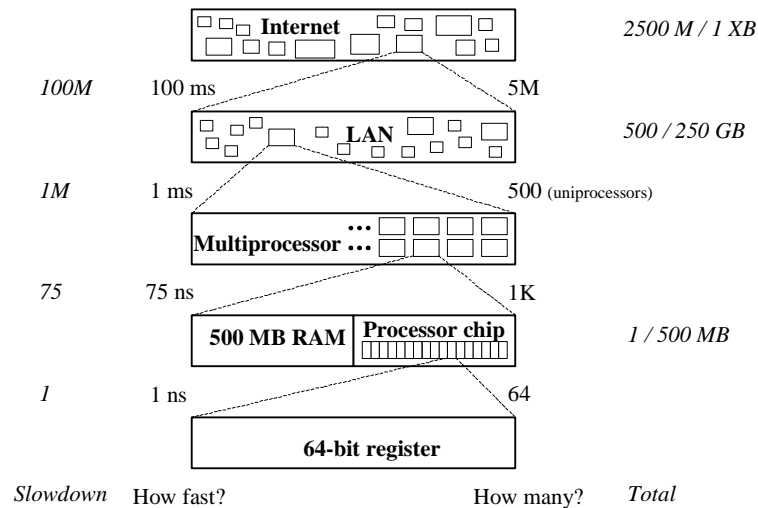 Internet
2500 M / 1 XB
100M 100 ms 5M
LAN
500 / 250 GB
1M 1 ms 500 (uniprocessors)
Multiprocessor ... ...
75 75 ns 1K
500 MB RAM Processor chip
1 / 500 MB
1 1 ns 64
64-bit register
Slowdown How fast? How many? Total